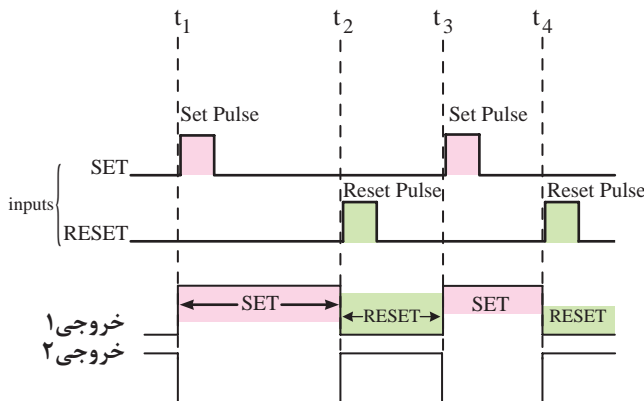 t1 t2 t3 t4
Set Pulse Set Pulse
SET
inputs
Reset Pulse Reset Pulse
RESET
SET RESET SET RESET
خروجی۱
خروجی۲